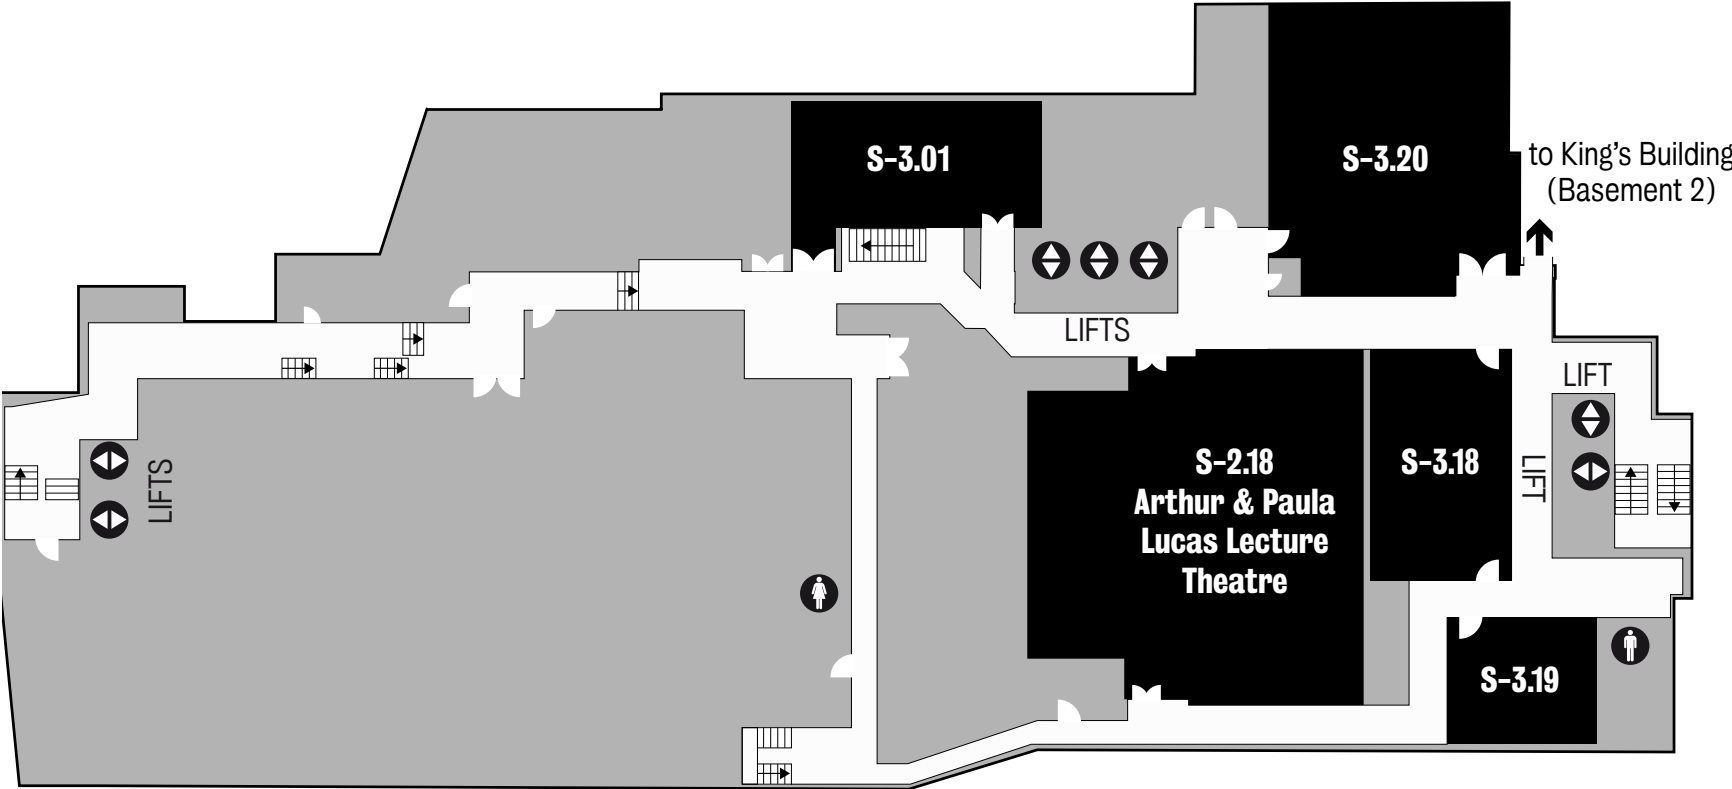 S-3.01
S-3.20
to King's Building
(Basement 2)
LIFTS
LIFT
LIFTS
S-2.18
Arthur & Paula
Lucas Lecture
Theatre
S-3.18
LIFT
S-3.19